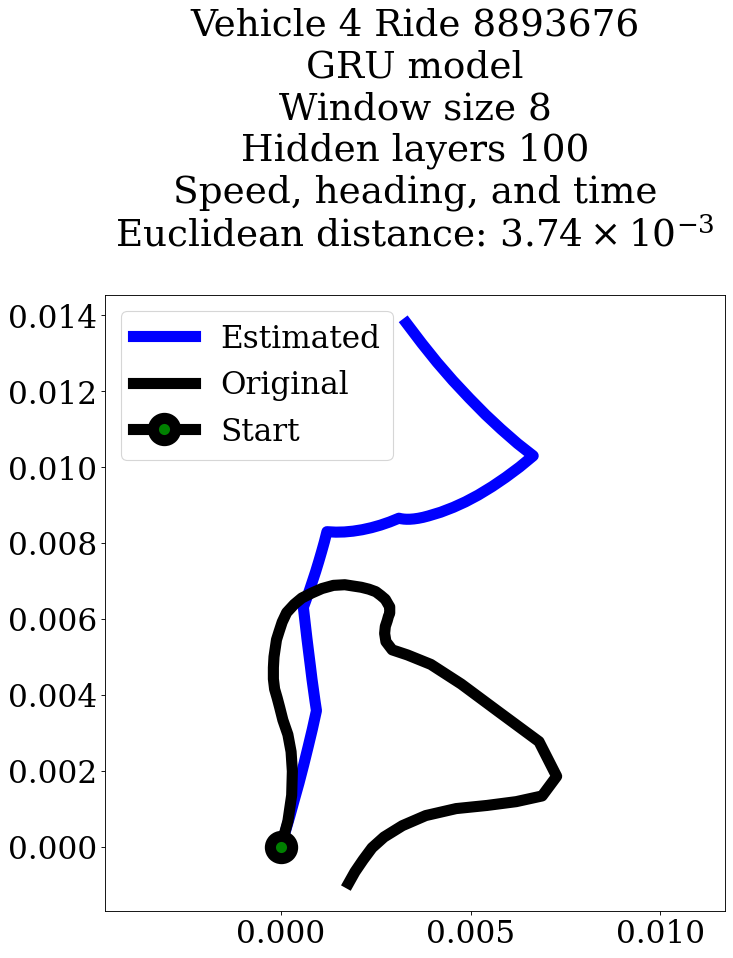 Vehicle 4 Ride 8893676
GRU model
Window size 8
Hidden layers 100
Speed, heading, and time
Euclidean distance: 3.74 × 10⁻³
Estimated
Original
Start
0.014
0.012
0.010
0.008
0.006
0.004
0.002
0.000
0.000 0.005 0.010